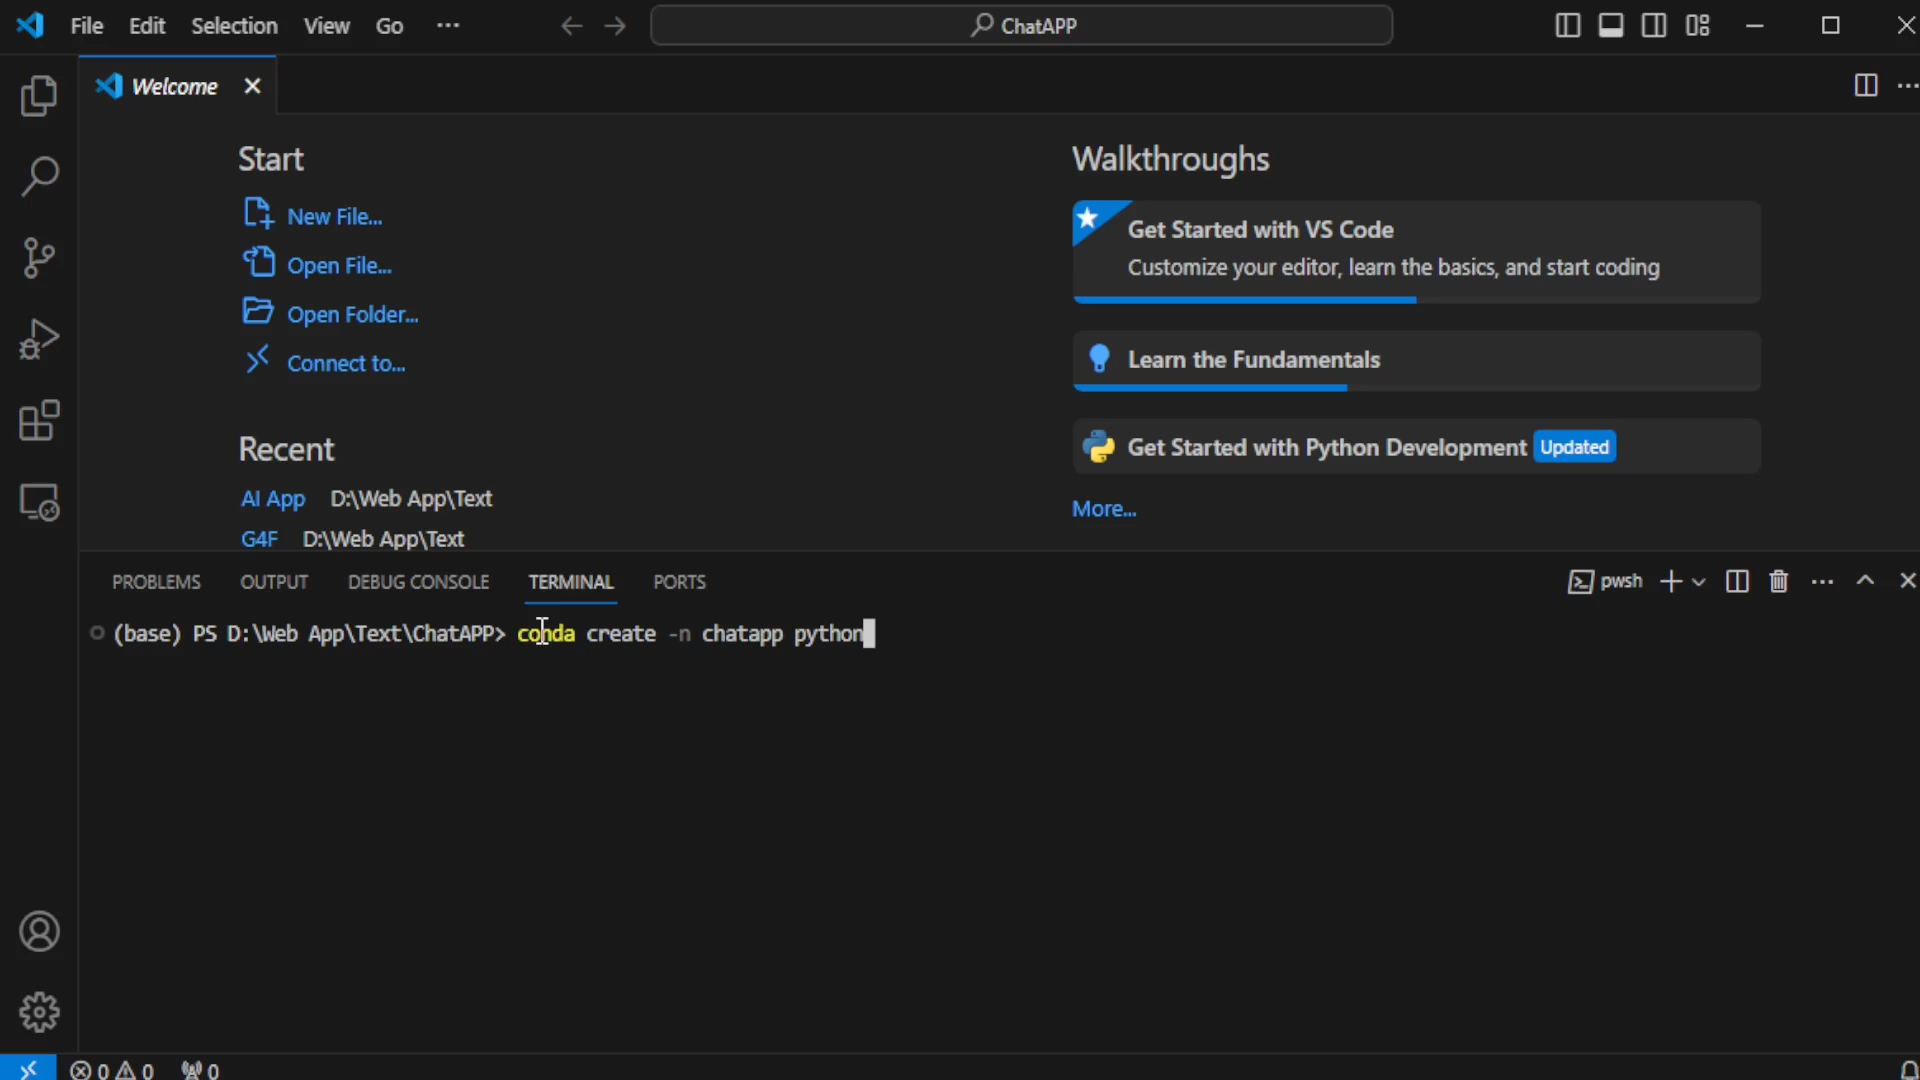 File Edit Selection View Go ··· ChatAPP
Welcome
Start
New File...
Open File...
Open Folder...
Connect to...
Recent
AI App D:\Web App\Text
G4F D:\Web App\Text
Walkthroughs
Get Started with VS Code
Customize your editor, learn the basics, and start coding
Learn the Fundamentals
Get Started with Python Development Updated
More...
PROBLEMS OUTPUT DEBUG CONSOLE TERMINAL PORTS pwsh
(base) PS D:\Web App\Text\ChatAPP> conda create -n chatapp python
0 0 0